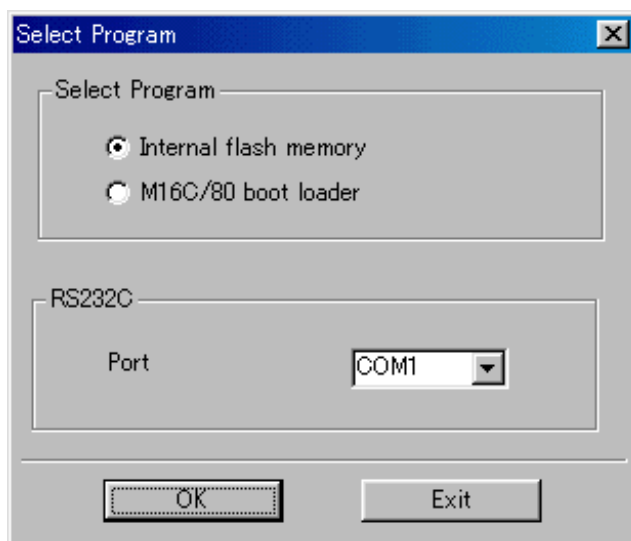 Select Program
Select Program
Internal flash memory
M16C/80 boot loader
RS232C
Port COM1
OK Exit